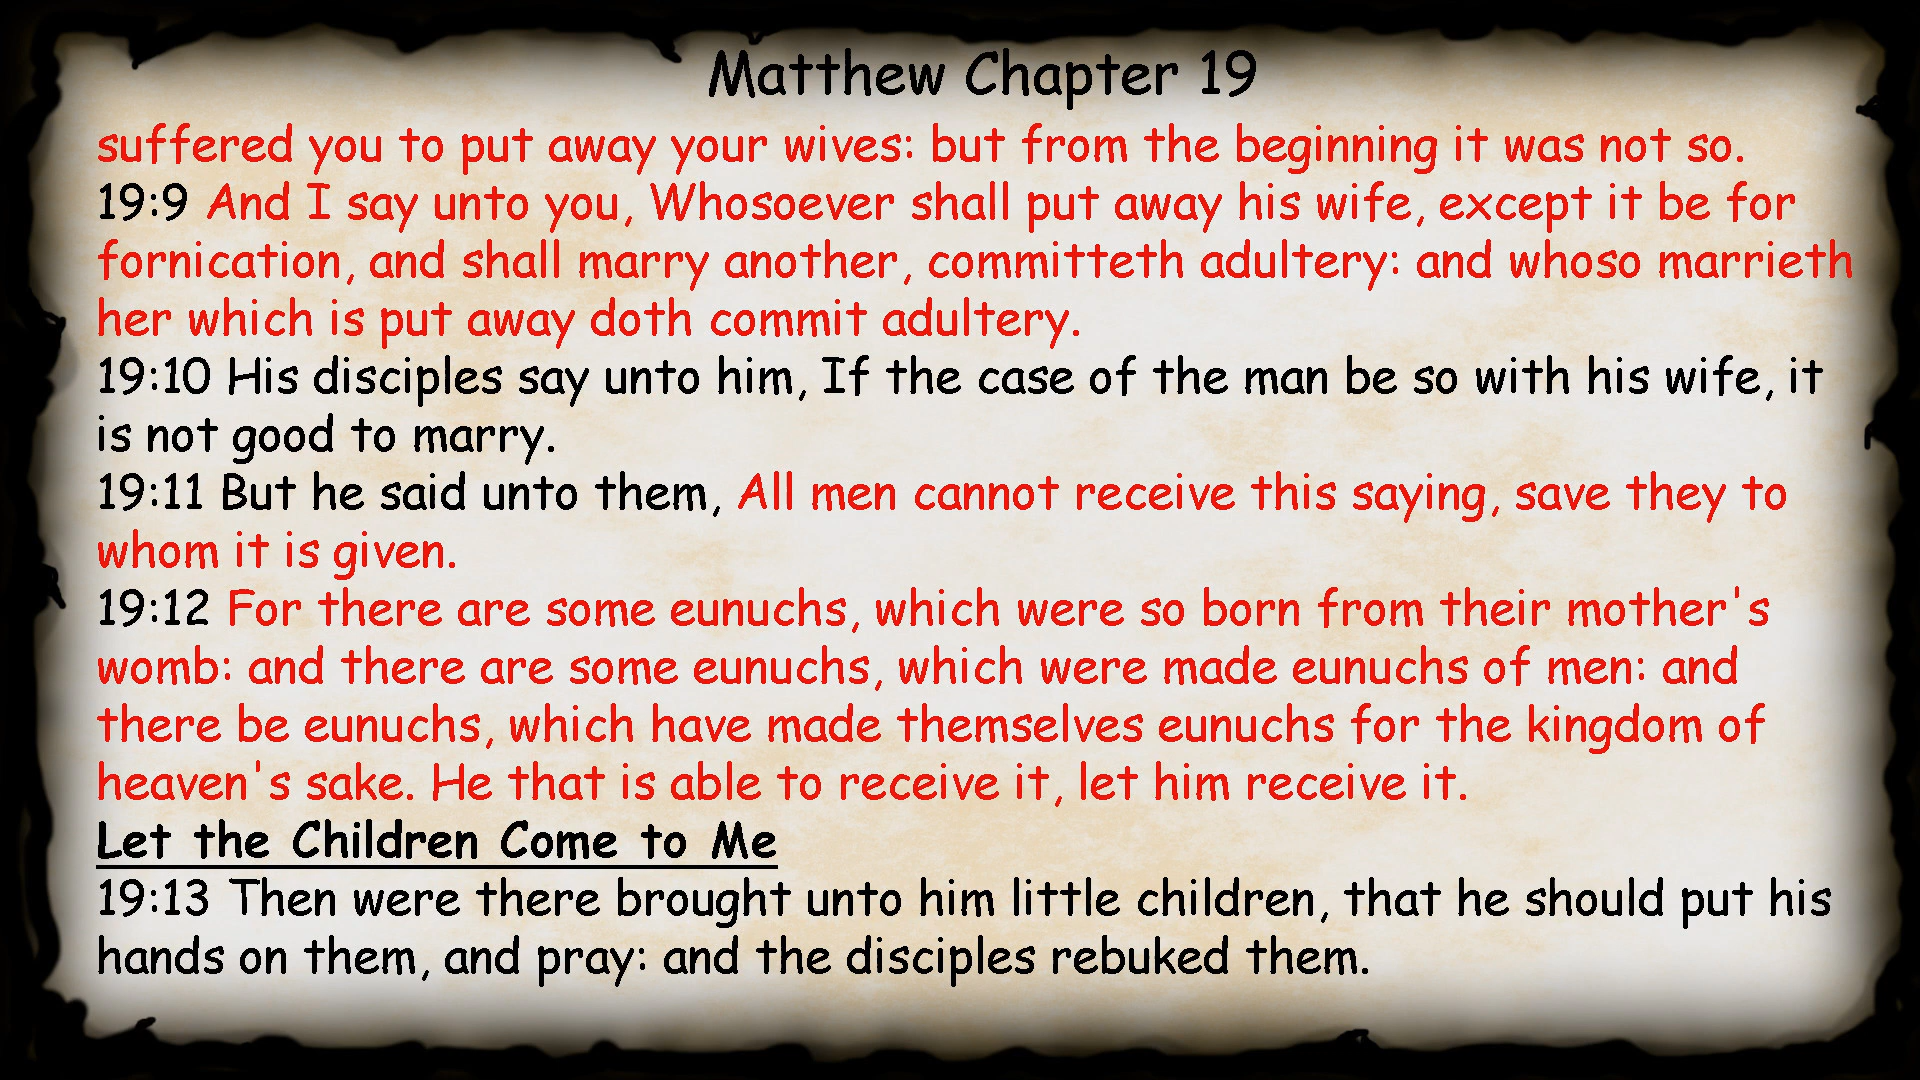 Matthew Chapter 19
suffered you to put away your wives: but from the beginning it was not so.
19:9 And I say unto you, Whosoever shall put away his wife, except it be for
fornication, and shall marry another, committeth adultery: and whoso marrieth
her which is put away doth commit adultery.
19:10 His disciples say unto him, If the case of the man be so with his wife, it
is not good to marry.
19:11 But he said unto them, All men cannot receive this saying, save they to
whom it is given.
19:12 For there are some eunuchs, which were so born from their mother's
womb: and there are some eunuchs, which were made eunuchs of men: and
there be eunuchs, which have made themselves eunuchs for the kingdom of
heaven's sake. He that is able to receive it, let him receive it.
Let the Children Come to Me
19:13 Then were there brought unto him little children, that he should put his
hands on them, and pray: and the disciples rebuked them.